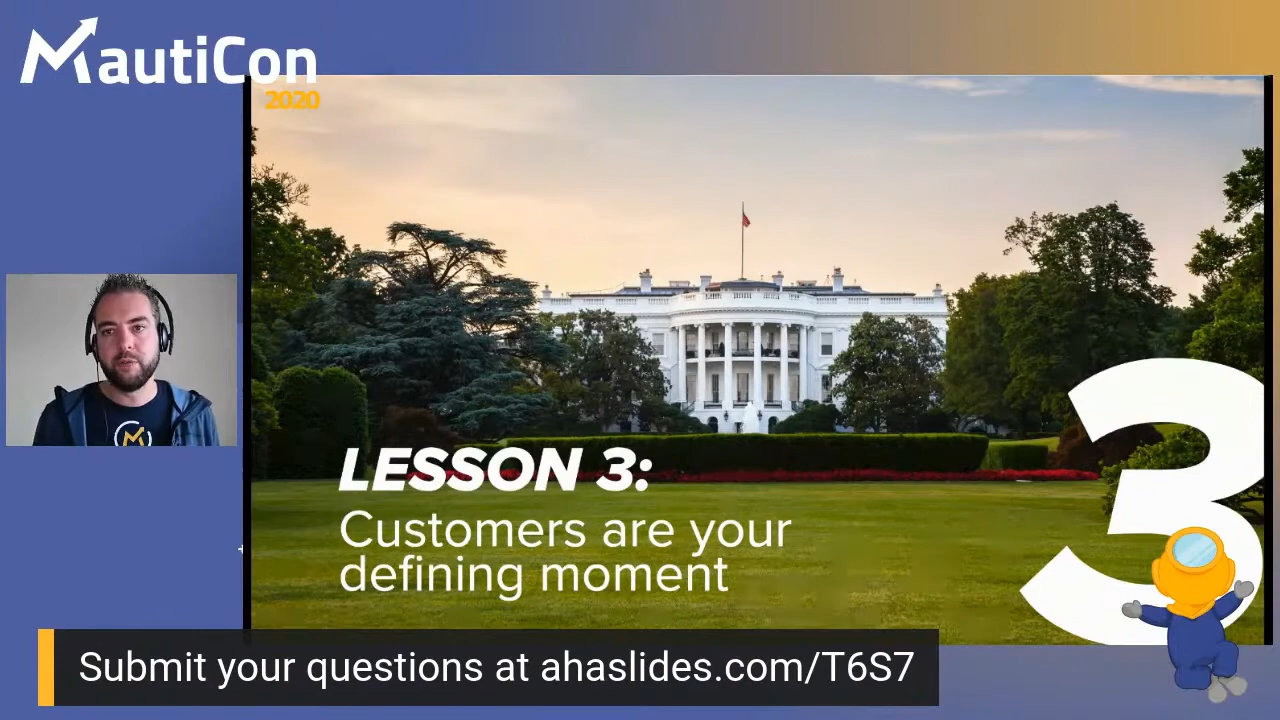 MautiCon
2020
LESSON 3:
Customers are your
defining moment
3
Submit your questions at ahaslides.com/T6S7